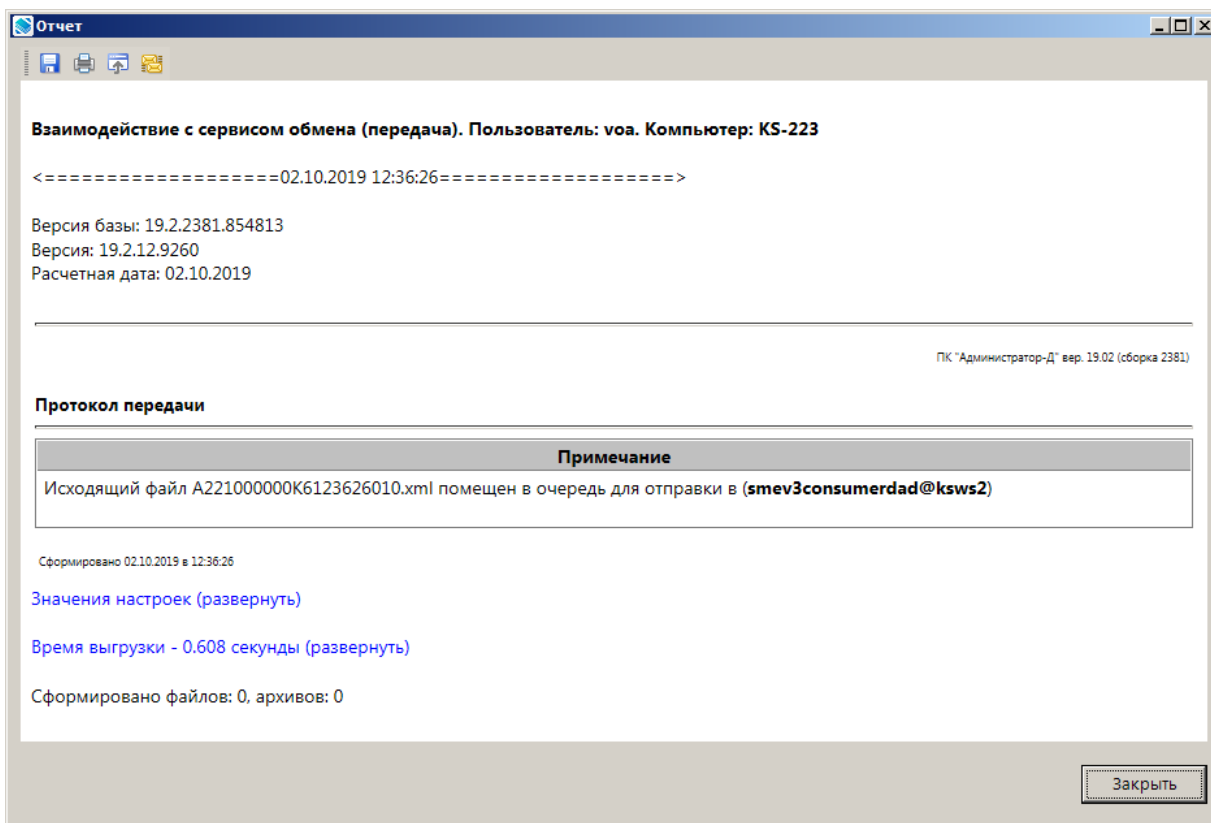 Отчет
Взаимодействие с сервисом обмена (передача). Пользователь: voa. Компьютер: KS-223
<===================02.10.2019 12:36:26===================>
Версия базы: 19.2.2381.854813
Версия: 19.2.12.9260
Расчетная дата: 02.10.2019
ПК "Администратор-Д" вер. 19.02 (сборка 2381)
Протокол передачи
Примечание
Исходящий файл A221000000K6123626010.xml помещен в очередь для отправки в (smev3consumerdad@ksws2)
Сформировано 02.10.2019 в 12:36:26
Значения настроек (развернуть)
Время выгрузки - 0.608 секунды (развернуть)
Сформировано файлов: 0, архивов: 0
Закрыть